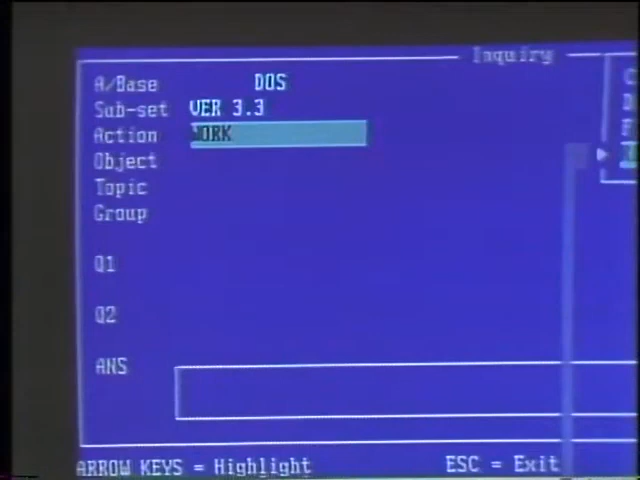 Inquiry
A/Base DOS
Sub-set VER 3.3
Action WORK
Object
Topic
Group
Q1
Q2
ANS
ARROW KEYS = Highlight ESC = Exit